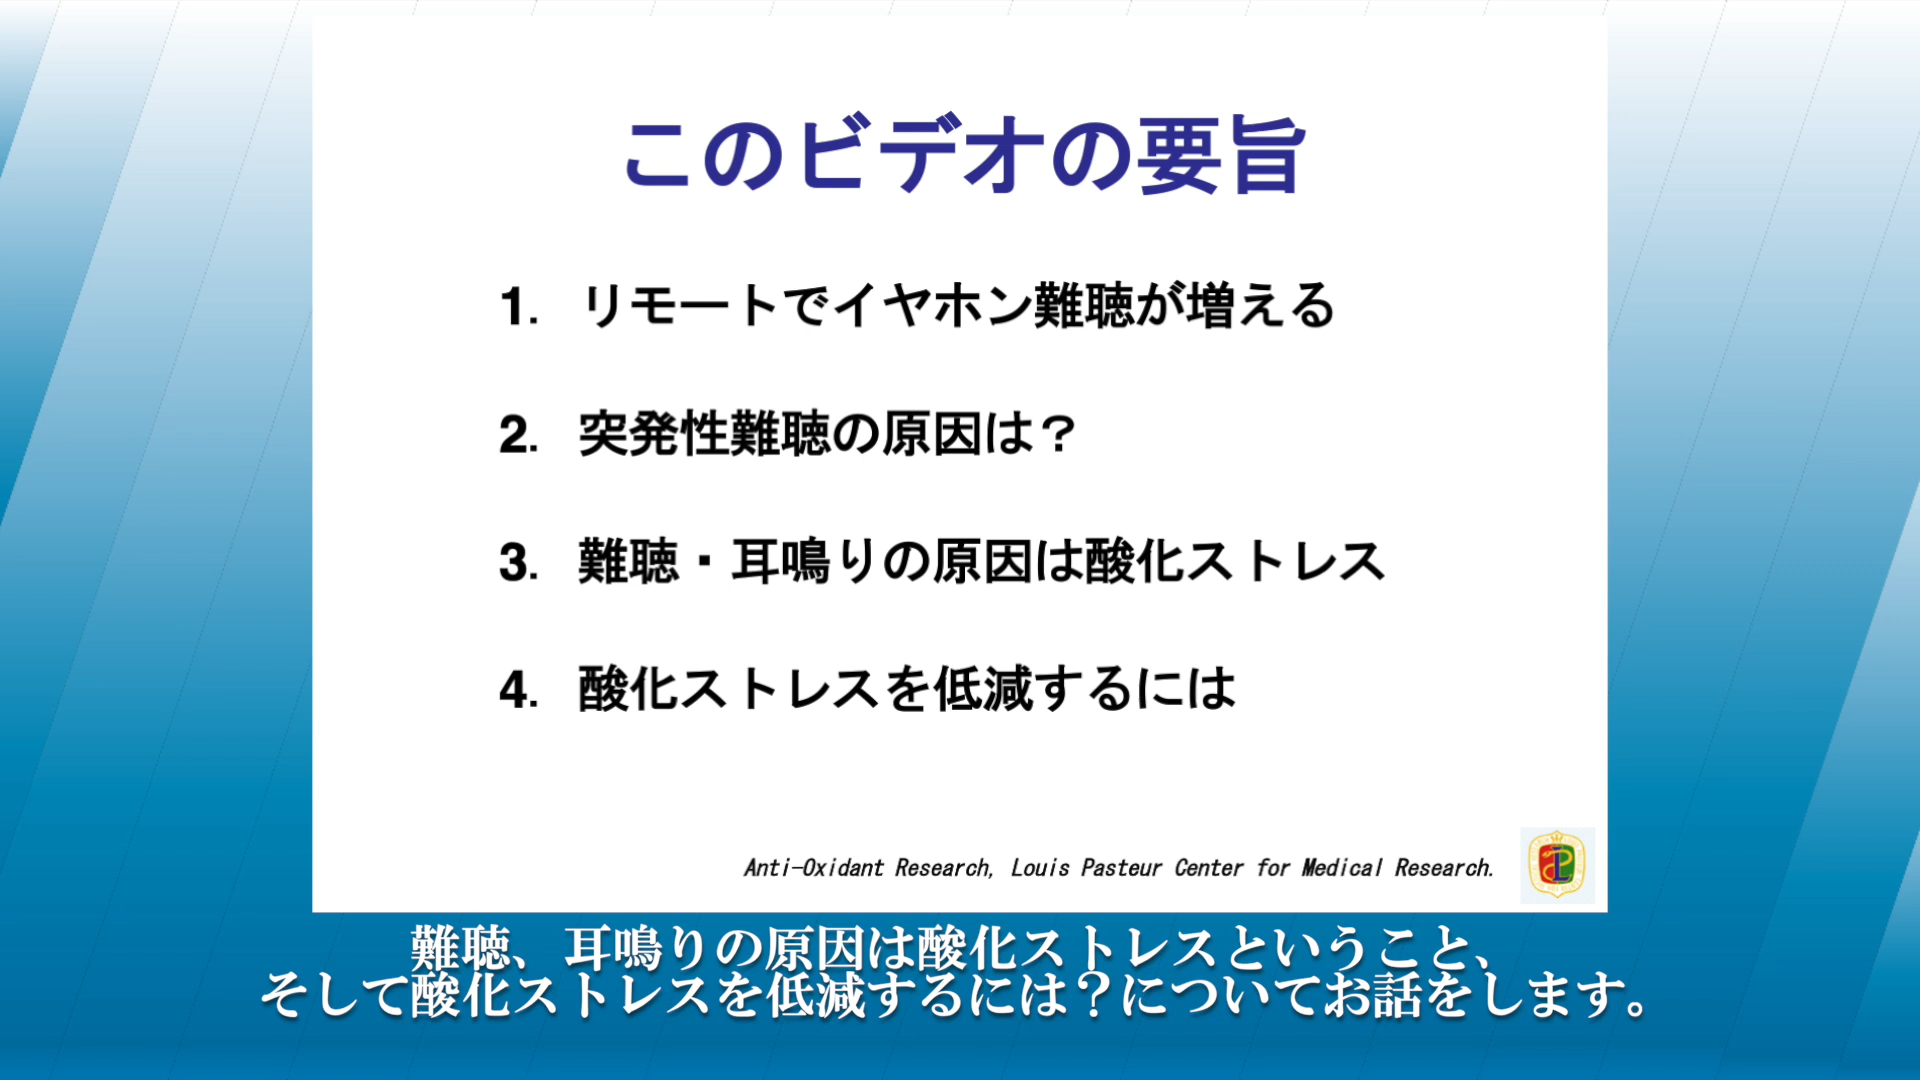 このビデオの要旨
1. リモートでイヤホン難聴が増える
2. 突発性難聴の原因は？
3. 難聴・耳鳴りの原因は酸化ストレス
4. 酸化ストレスを低減するには
Anti-Oxidant Research, Louis Pasteur Center for Medical Research.
難聴、耳鳴りの原因は酸化ストレスということ、
そして酸化ストレスを低減するには？についてお話をします。